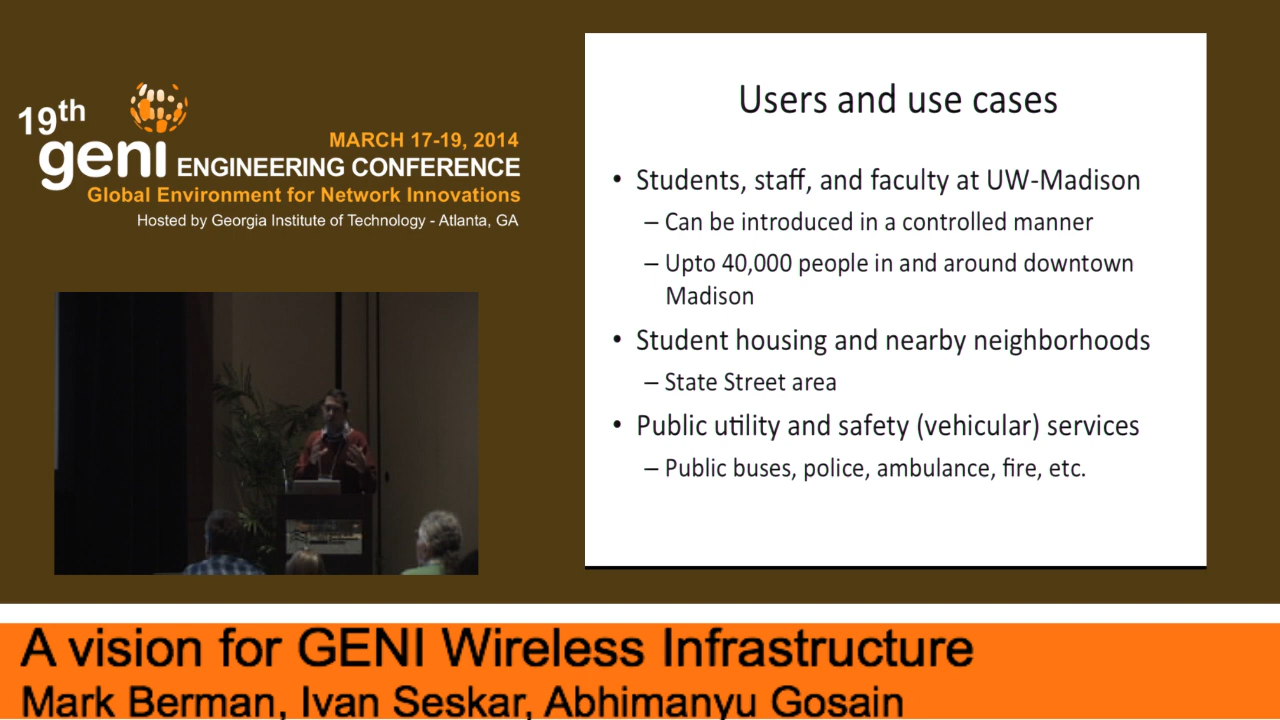 19th
geni ENGINEERING CONFERENCE
MARCH 17-19, 2014
Global Environment for Network Innovations
Hosted by Georgia Institute of Technology - Atlanta, GA
Users and use cases
• Students, staff, and faculty at UW-Madison
– Can be introduced in a controlled manner
– Upto 40,000 people in and around downtown
Madison
• Student housing and nearby neighborhoods
– State Street area
• Public utility and safety (vehicular) services
– Public buses, police, ambulance, fire, etc.
A vision for GENI Wireless Infrastructure
Mark Berman, Ivan Seskar, Abhimanyu Gosain